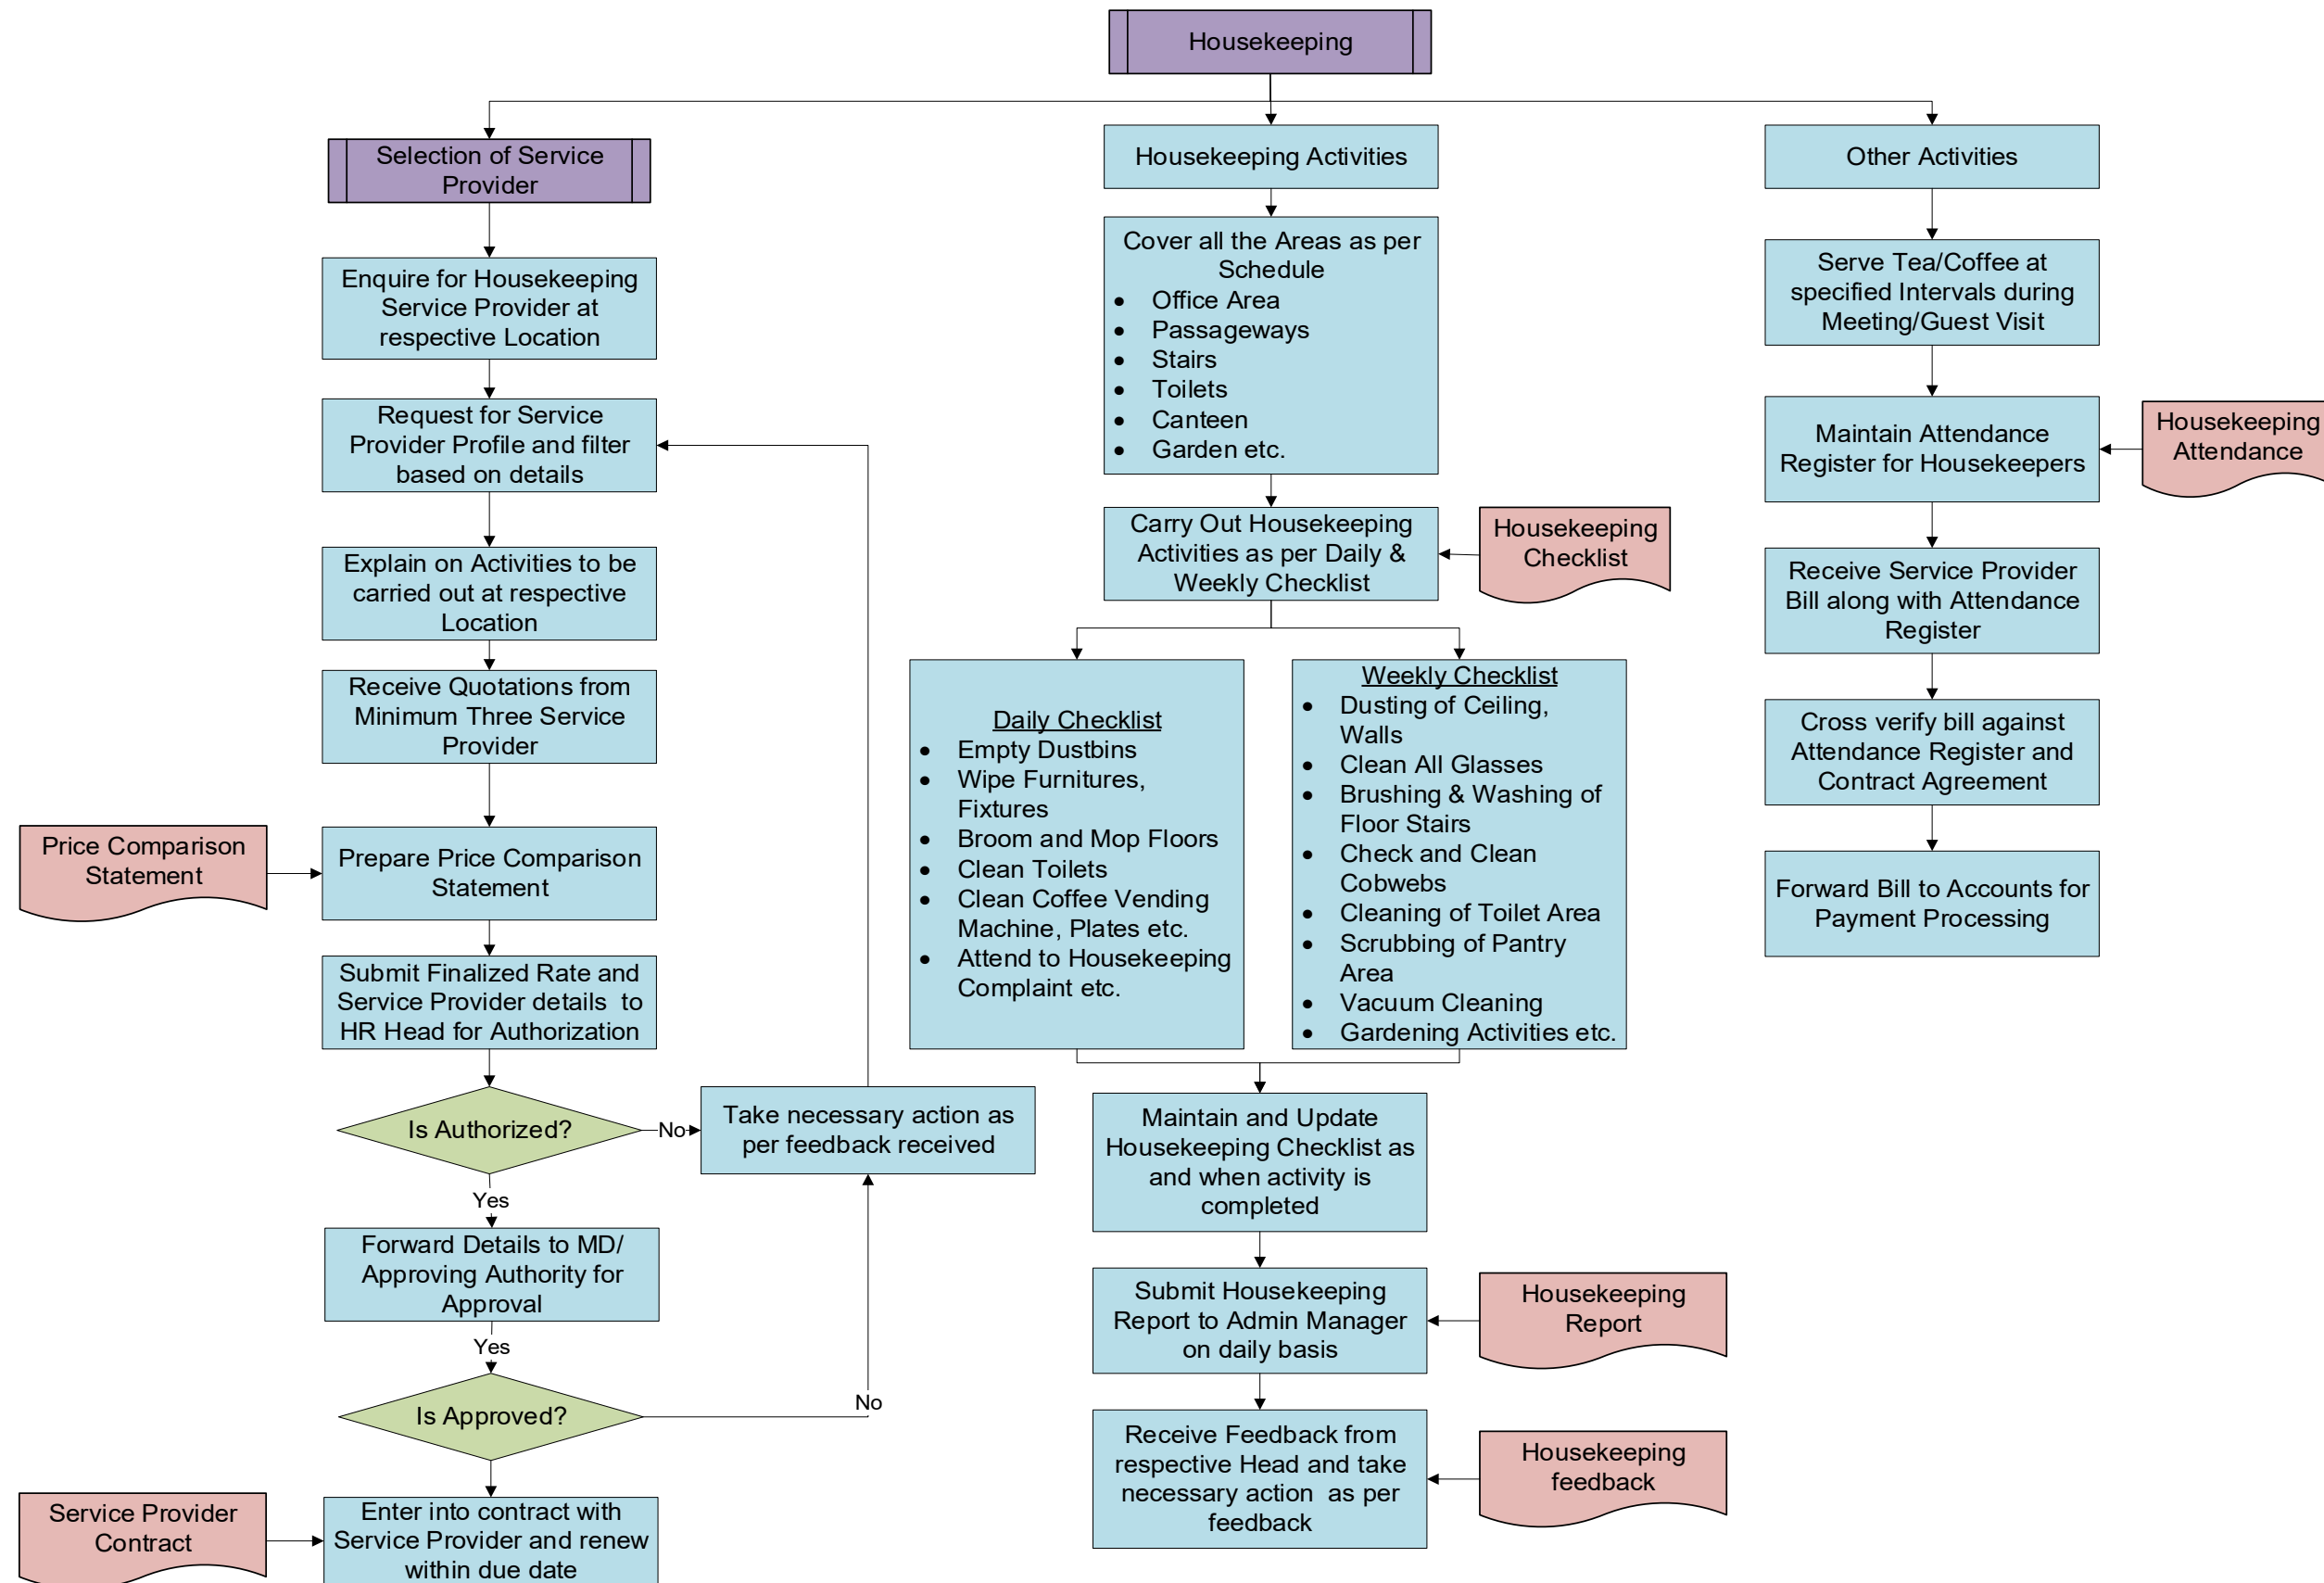 Housekeeping
Selection of Service
Provider
Enquire for Housekeeping
Service Provider at
respective Location
Request for Service
Provider Profile and filter
based on details
Explain on Activities to be
carried out at respective
Location
Receive Quotations from
Minimum Three Service
Provider
Price Comparison
Statement
Prepare Price Comparison
Statement
Submit Finalized Rate and
Service Provider details to
HR Head for Authorization
Is Authorized?
No
Take necessary action as
per feedback received
Yes
Forward Details to MD/
Approving Authority for
Approval
Yes
Is Approved?
No
Service Provider
Contract
Enter into contract with
Service Provider and renew
within due date
Housekeeping Activities
Cover all the Areas as per
Schedule
• Office Area
• Passageways
• Stairs
• Toilets
• Canteen
• Garden etc.
Carry Out Housekeeping
Activities as per Daily &
Weekly Checklist
Housekeeping
Checklist
Daily Checklist
• Empty Dustbins
• Wipe Furnitures,
Fixtures
• Broom and Mop Floors
• Clean Toilets
• Clean Coffee Vending
Machine, Plates etc.
• Attend to Housekeeping
Complaint etc.
Weekly Checklist
• Dusting of Ceiling,
Walls
• Clean All Glasses
• Brushing & Washing of
Floor Stairs
• Check and Clean
Cobwebs
• Cleaning of Toilet Area
• Scrubbing of Pantry
Area
• Vacuum Cleaning
• Gardening Activities etc.
Maintain and Update
Housekeeping Checklist as
and when activity is
completed
Submit Housekeeping
Report to Admin Manager
on daily basis
Housekeeping
Report
Receive Feedback from
respective Head and take
necessary action as per
feedback
Housekeeping
feedback
Other Activities
Serve Tea/Coffee at
specified Intervals during
Meeting/Guest Visit
Maintain Attendance
Register for Housekeepers
Housekeeping
Attendance
Receive Service Provider
Bill along with Attendance
Register
Cross verify bill against
Attendance Register and
Contract Agreement
Forward Bill to Accounts for
Payment Processing